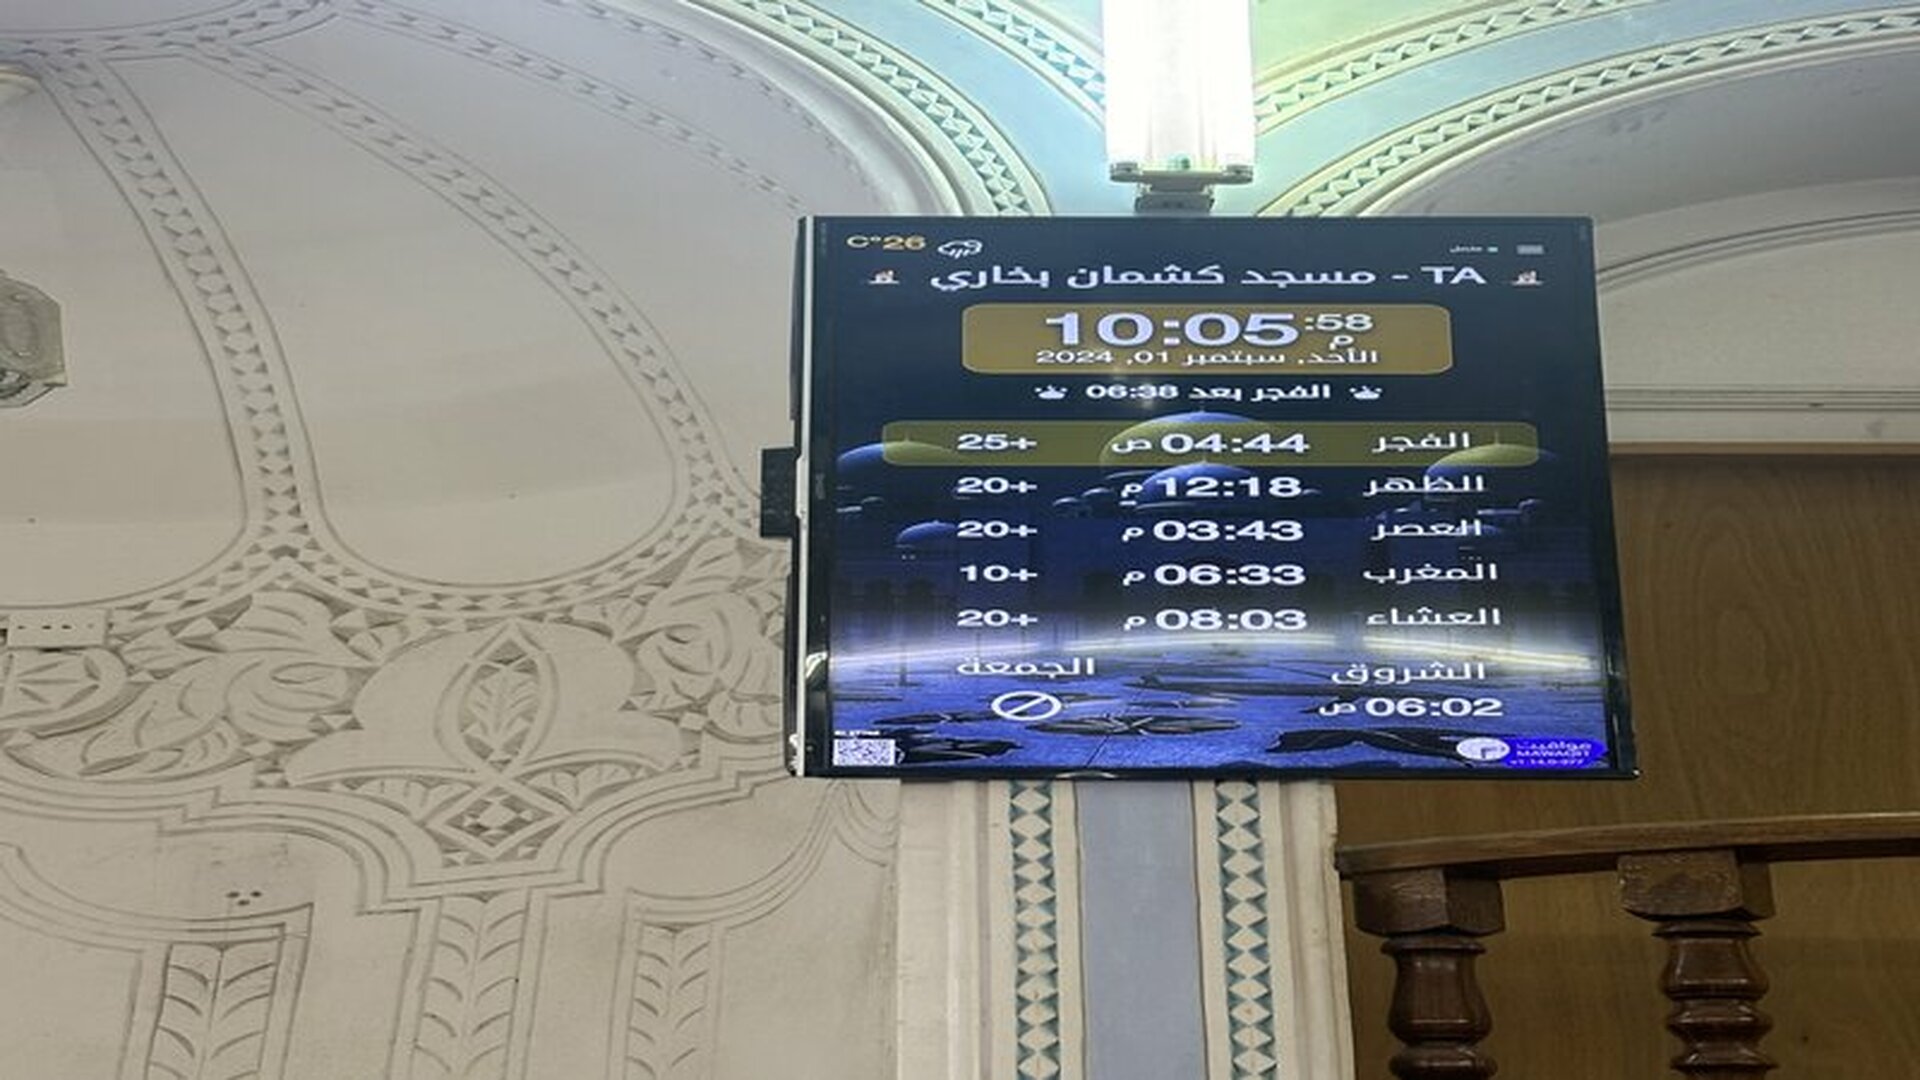 C°26
متصل
TA - مسجد كشمان بخاري
10:05:58 م
الأحد, سبتمبر 01, 2024
الفجر بعد 06:38
الفجر 04:44 ص +25
الظهر 12:18 م +20
العصر 03:43 م +20
المغرب 06:33 م +10
العشاء 08:03 م +20
الشروق الجمعة
06:02 ص
مواقيت
MAWAQIT